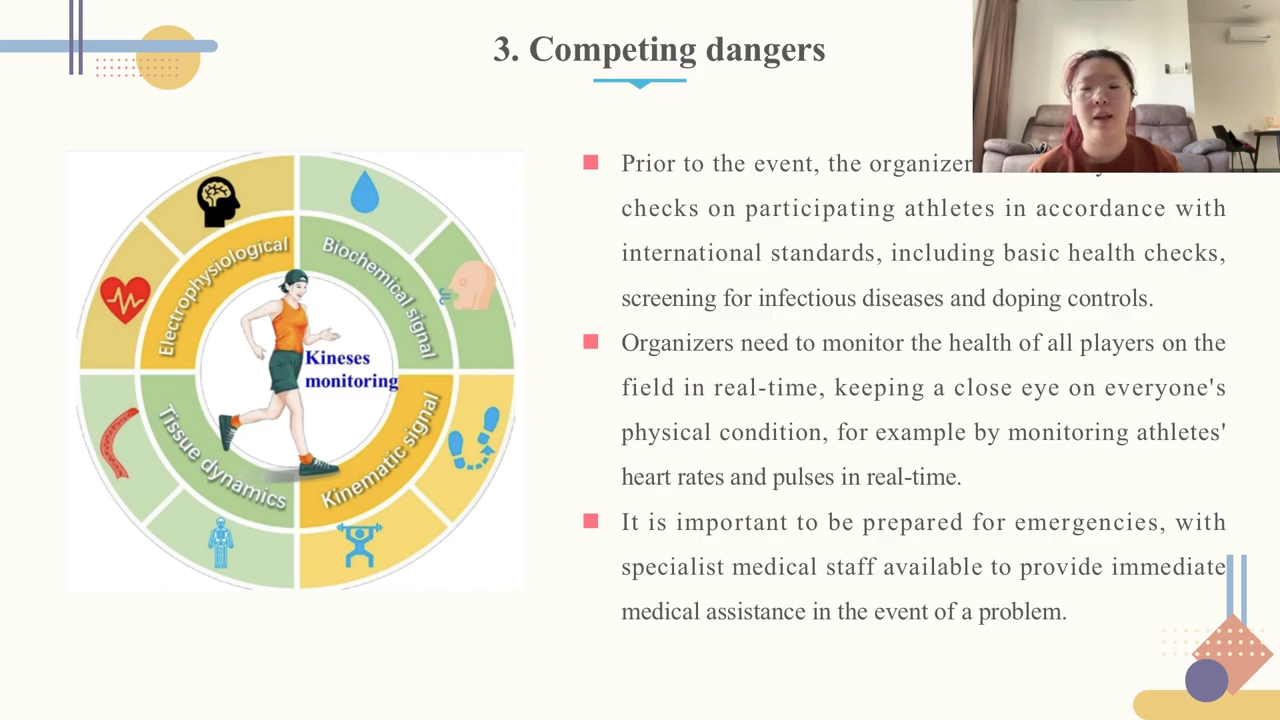 3. Competing dangers
Electrophysiological
Biochemical signal
Kineses
monitoring
Tissue dynamics
Kinematic signal
Prior to the event, the organizer
checks on participating athletes in accordance with
international standards, including basic health checks,
screening for infectious diseases and doping controls.
Organizers need to monitor the health of all players on the
field in real-time, keeping a close eye on everyone's
physical condition, for example by monitoring athletes'
heart rates and pulses in real-time.
It is important to be prepared for emergencies, with
specialist medical staff available to provide immediate
medical assistance in the event of a problem.